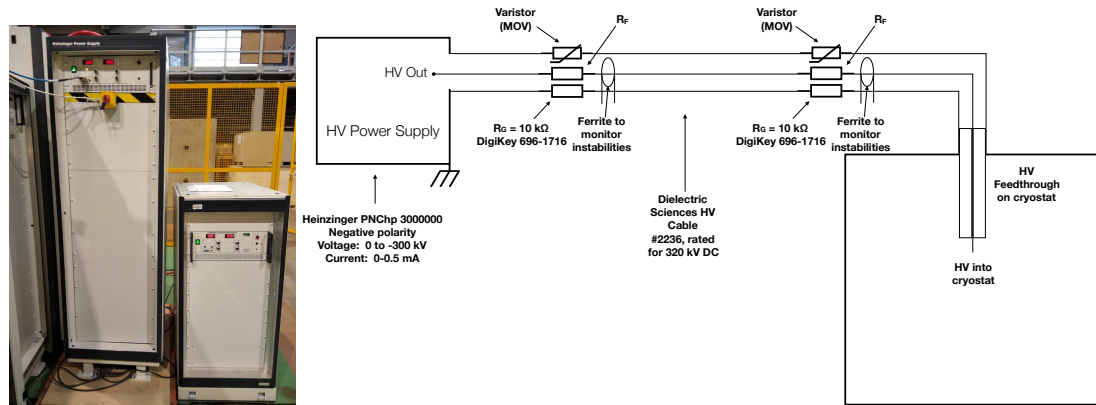 Heinzinger Power Supply
Varistor
(MOV)
RF
HV Out
HV Power Supply
RG = 10 kΩ
DigiKey 696-1716
Ferrite to
monitor
instabilities
Heinzinger PNChp 3000000
Negative polarity
Voltage: 0 to -300 kV
Current: 0-0.5 mA
Dielectric
Sciences HV
Cable
#2236, rated
for 320 kV DC
Varistor
(MOV)
RF
RG = 10 kΩ
DigiKey 696-1716
Ferrite to
monitor
instabilities
HV
Feedthrough
on cryostat
HV into
cryostat